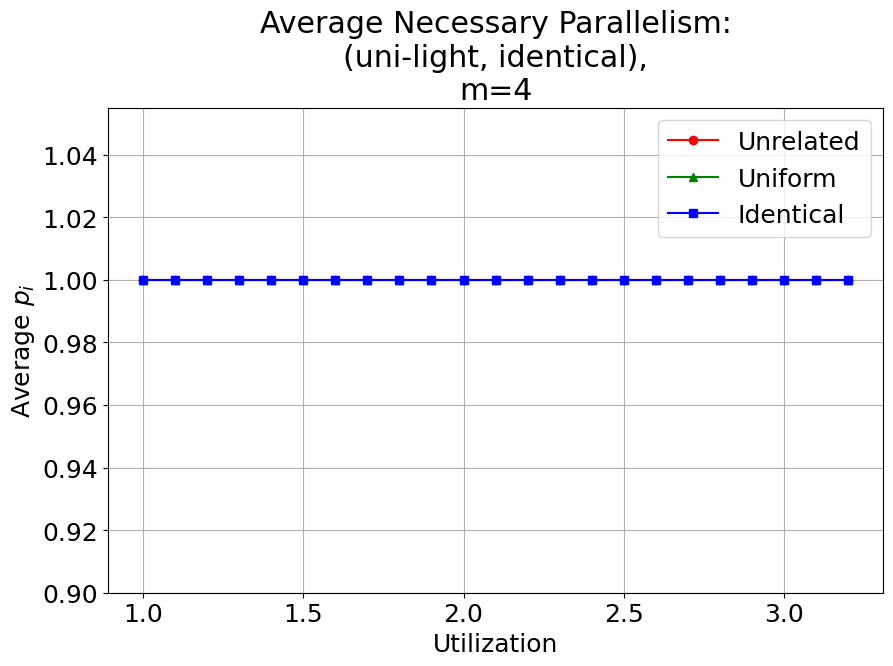 Average Necessary Parallelism:
(uni-light, identical),
m=4
Unrelated
Uniform
Identical
1.04
1.02
1.00
0.98
0.96
0.94
0.92
0.90
Average pᵢ
1.0 1.5 2.0 2.5 3.0
Utilization